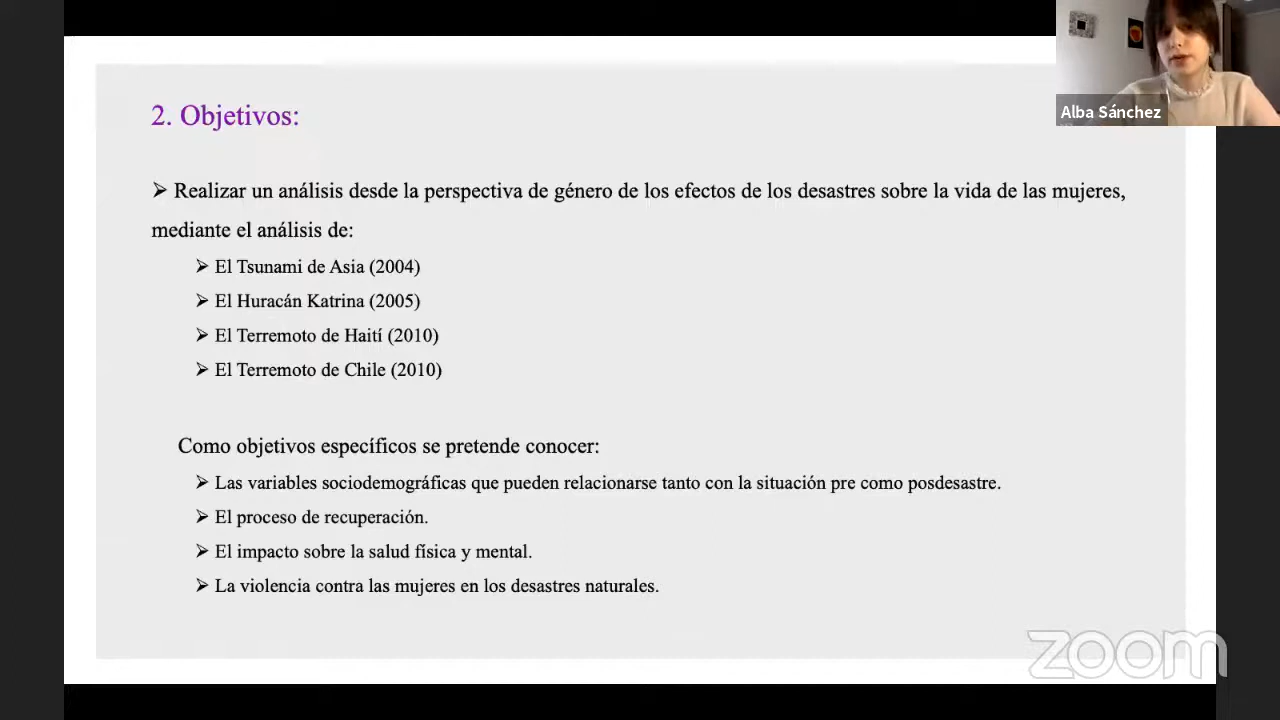 2. Objetivos:
➢ Realizar un análisis desde la perspectiva de género de los efectos de los desastres sobre la vida de las mujeres,
mediante el análisis de:
➢ El Tsunami de Asia (2004)
➢ El Huracán Katrina (2005)
➢ El Terremoto de Haití (2010)
➢ El Terremoto de Chile (2010)
Como objetivos específicos se pretende conocer:
➢ Las variables sociodemográficas que pueden relacionarse tanto con la situación pre como posdesastre.
➢ El proceso de recuperación.
➢ El impacto sobre la salud física y mental.
➢ La violencia contra las mujeres en los desastres naturales.
Alba Sánchez
zoom